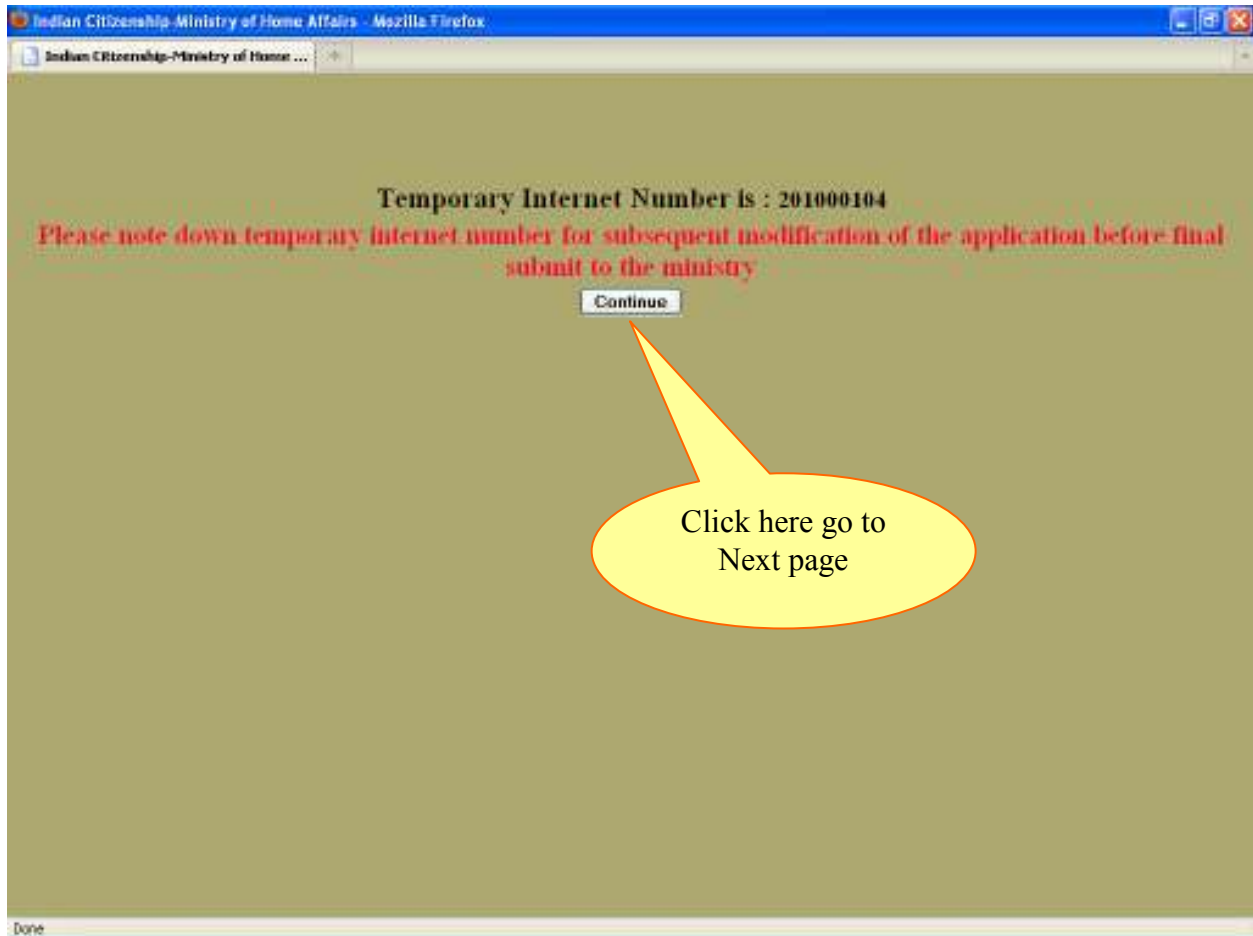 Indian Citizenship-Ministry of Home Affairs - Mozilla Firefox
Indian Citizenship-Ministry of Home ...
Temporary Internet Number is : 201000104
Please note down temporary internet number for subsequent modification of the application before final
submit to the ministry
Continue
Click here go to
Next page
Done